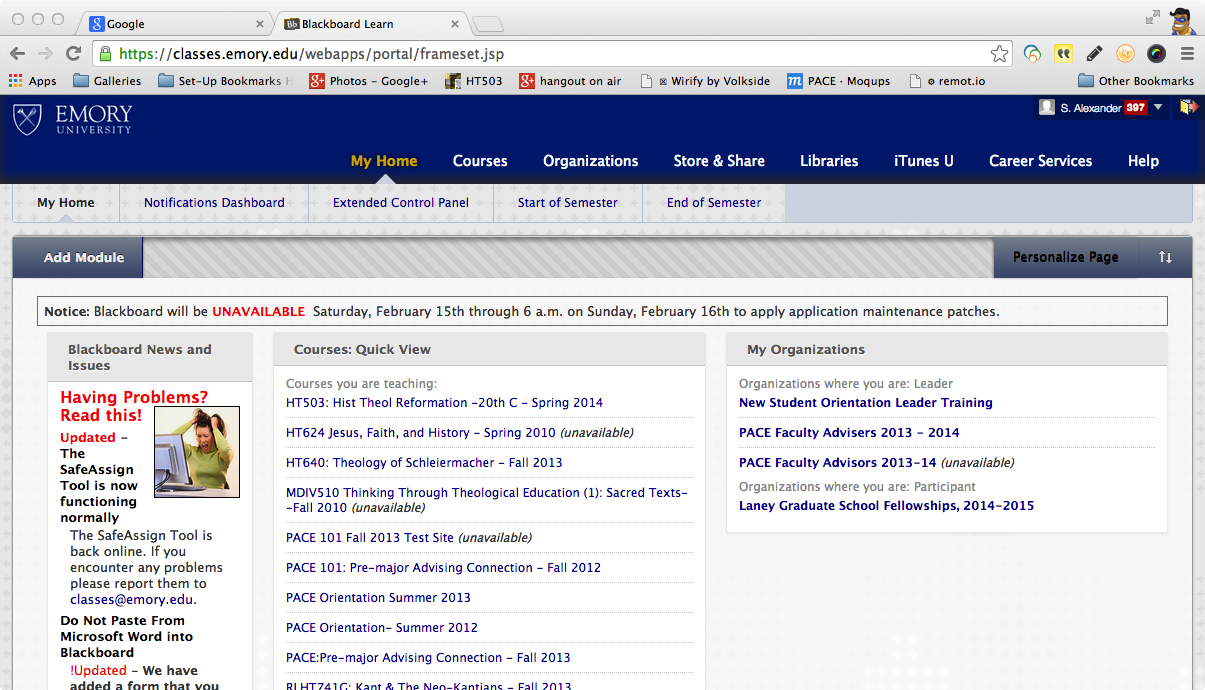 Google
Blackboard Learn
https://classes.emory.edu/webapps/portal/frameset.jsp
Apps
Galleries
Set-Up Bookmarks
Photos - Google+
HT503
hangout on air
Wirify by Volkside
PACE · Moqups
remot.io
Other Bookmarks
EMORY
UNIVERSITY
S. Alexander 397
My Home
Courses
Organizations
Store & Share
Libraries
iTunes U
Career Services
Help
My Home
Notifications Dashboard
Extended Control Panel
Start of Semester
End of Semester
Add Module
Personalize Page
Notice: Blackboard will be UNAVAILABLE Saturday, February 15th through 6 a.m. on Sunday, February 16th to apply application maintenance patches.
Blackboard News and
Issues
Having Problems?
Read this!
Updated -
The
SafeAssign
Tool is now
functioning
normally
The SafeAssign Tool is
back online. If you
encounter any problems
please report them to
classes@emory.edu.
Do Not Paste From
Microsoft Word into
Blackboard
!Updated - We have
added a form that you
Courses: Quick View
Courses you are teaching:
HT503: Hist Theol Reformation -20th C - Spring 2014
HT624 Jesus, Faith, and History - Spring 2010 (unavailable)
HT640: Theology of Schleiermacher - Fall 2013
MDIV510 Thinking Through Theological Education (1): Sacred Texts-
-Fall 2010 (unavailable)
PACE 101 Fall 2013 Test Site (unavailable)
PACE 101: Pre-major Advising Connection - Fall 2012
PACE Orientation Summer 2013
PACE Orientation- Summer 2012
PACE:Pre-major Advising Connection - Fall 2013
RLHT741G: Kant & The Neo-Kantians - Fall 2013
My Organizations
Organizations where you are: Leader
New Student Orientation Leader Training
PACE Faculty Advisers 2013 - 2014
PACE Faculty Advisors 2013-14 (unavailable)
Organizations where you are: Participant
Laney Graduate School Fellowships, 2014-2015